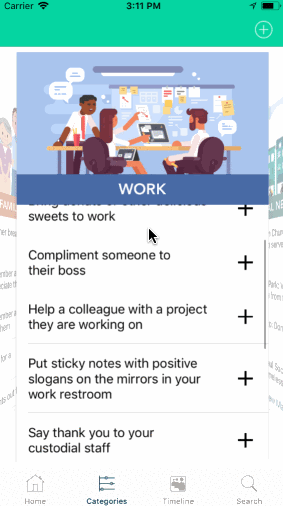 Carrier 3:11 PM
WORK
sweets to work
Compliment someone to
their boss
Help a colleague with a project
they are working on
Put sticky notes with positive
slogans on the mirrors in your
work restroom
Say thank you to your
custodial staff
Home Categories Timeline Search